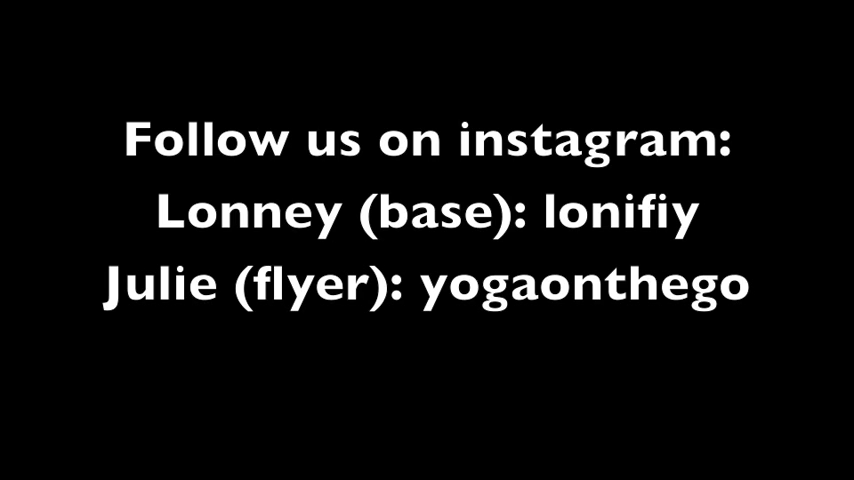 Follow us on instagram:
Lonney (base): lonifiy
Julie (flyer): yogaonthego